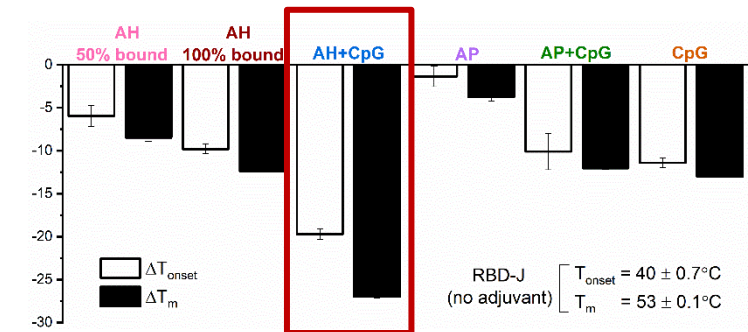 AH
50% bound
AH
100% bound
AH+CpG
AP
AP+CpG
CpG
0
-5
-10
-15
-20
-25
-30
ΔTonset
ΔTm
RBD-J
(no adjuvant)
Tonset = 40 ± 0.7°C
Tm = 53 ± 0.1°C